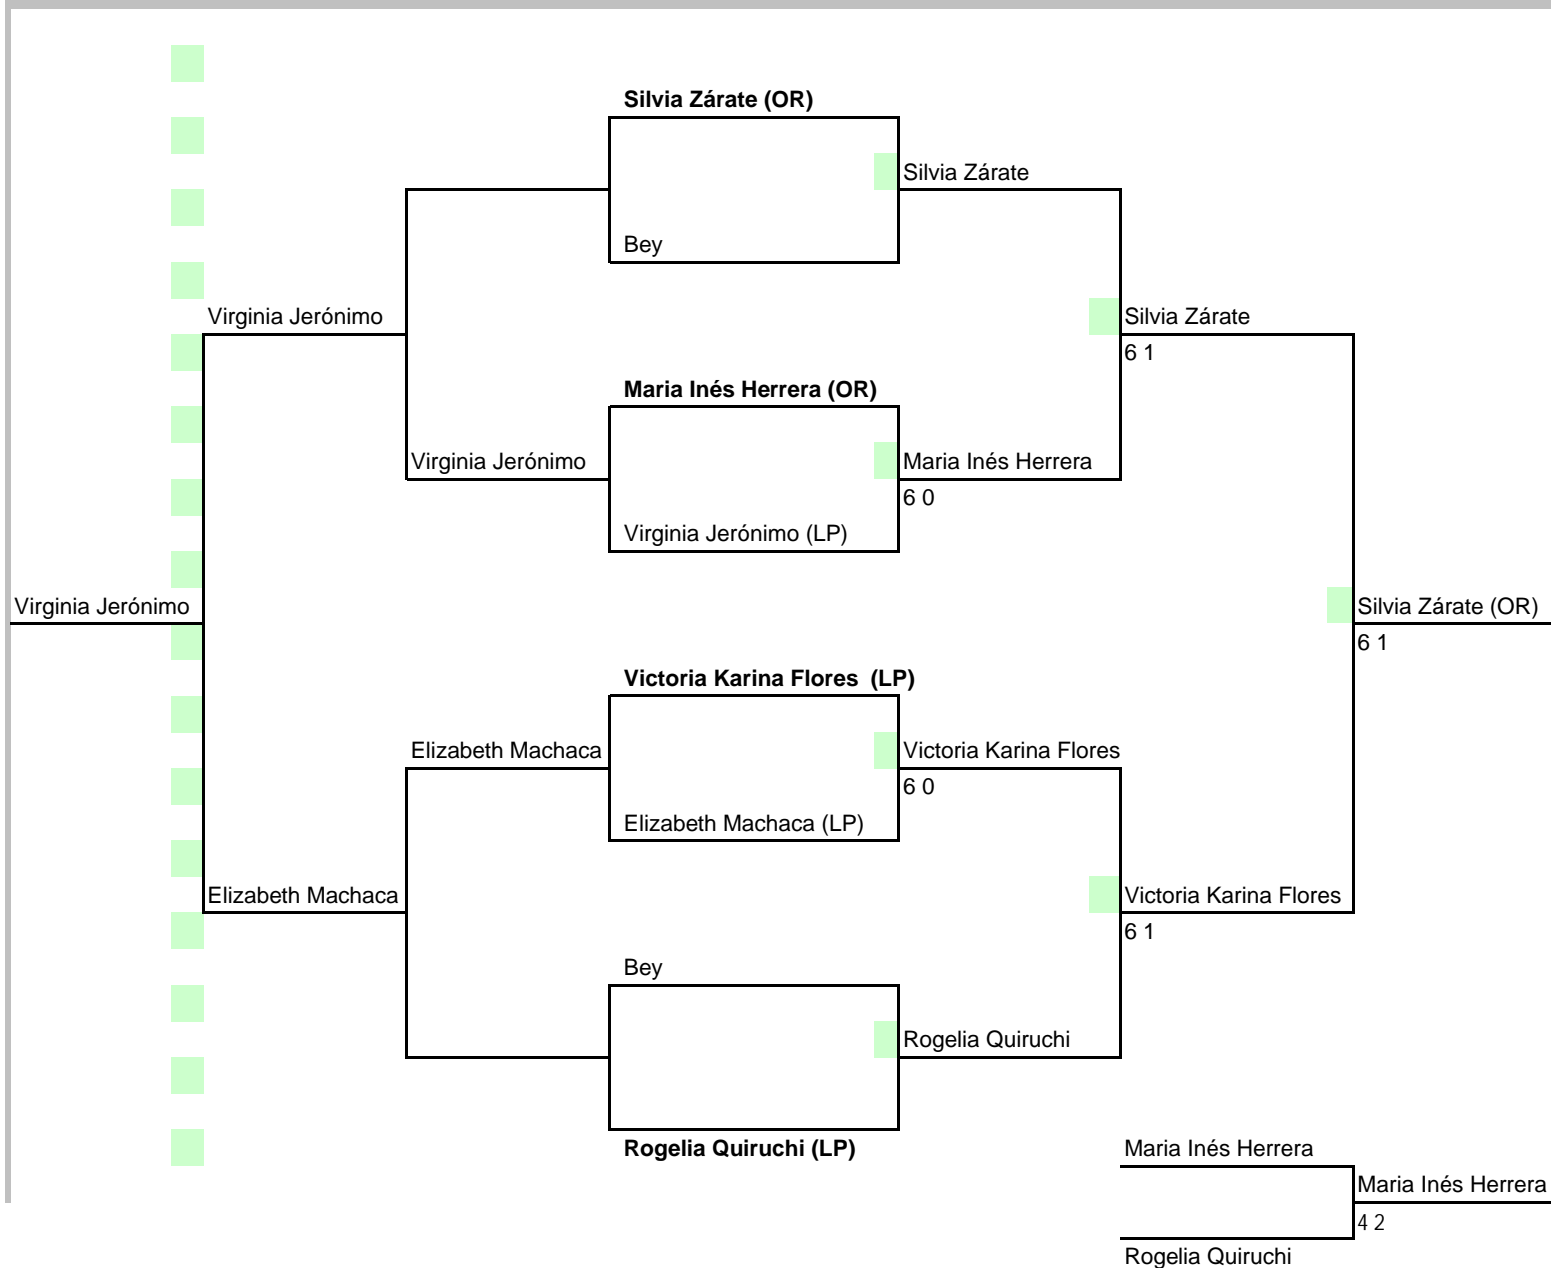 Silvia Zárate (OR)
Silvia Zárate
Bey
Virginia Jerónimo
Silvia Zárate
6 1
Maria Inés Herrera (OR)
Virginia Jerónimo
Maria Inés Herrera
6 0
Virginia Jerónimo (LP)
Virginia Jerónimo
Silvia Zárate (OR)
6 1
Victoria Karina Flores  (LP)
Elizabeth Machaca
Victoria Karina Flores
6 0
Elizabeth Machaca (LP)
Elizabeth Machaca
Victoria Karina Flores
6 1
Bey
Rogelia Quiruchi
Rogelia Quiruchi (LP)
Maria Inés Herrera
Maria Inés Herrera
4 2
Rogelia Quiruchi